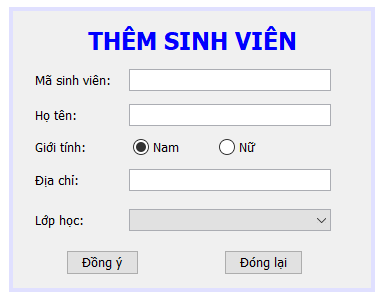 THÊM SINH VIÊN
Mã sinh viên:
Họ tên:
Giới tính: Nam Nữ
Địa chỉ:
Lớp học:
Đồng ý Đóng lại